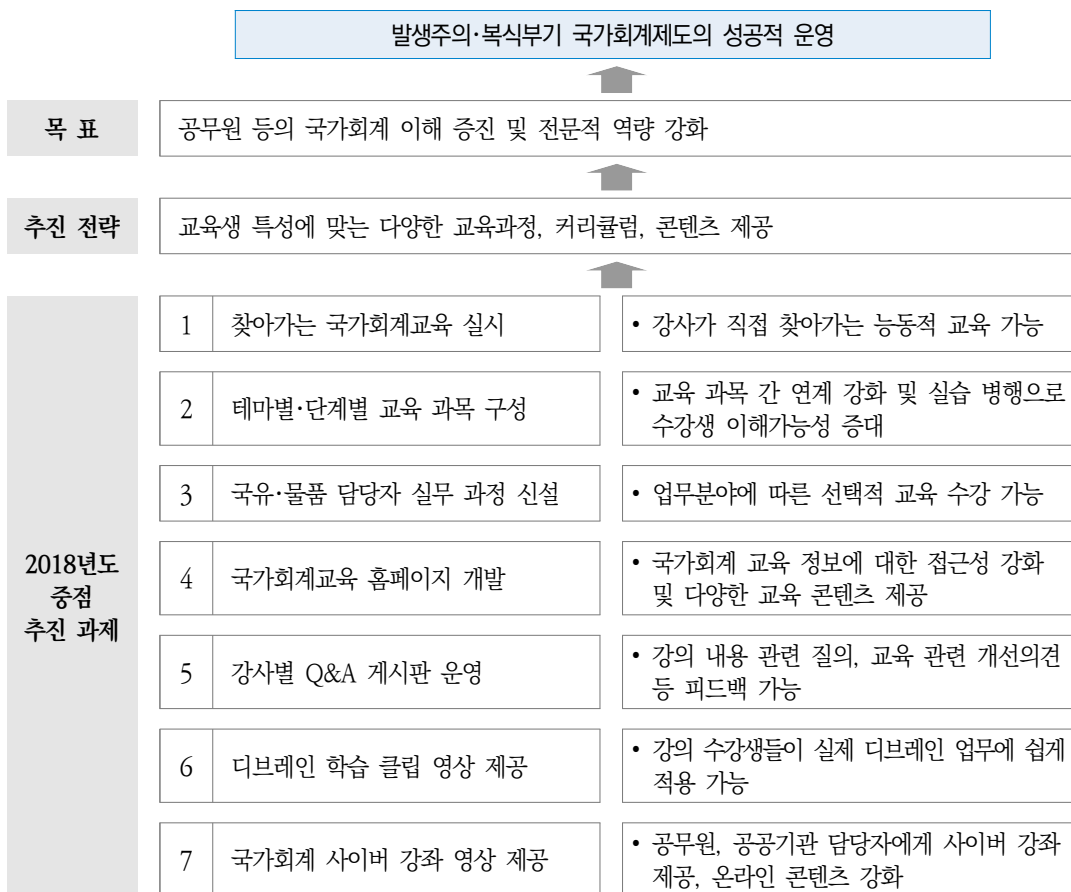 발생주의·복식부기 국가회계제도의 성공적 운영
목 표
공무원 등의 국가회계 이해 증진 및 전문적 역량 강화
추진 전략
교육생 특성에 맞는 다양한 교육과정, 커리큘럼, 콘텐츠 제공
2018년도
중점
추진 과제
1 찾아가는 국가회계교육 실시
• 강사가 직접 찾아가는 능동적 교육 가능
2 테마별·단계별 교육 과목 구성
• 교육 과목 간 연계 강화 및 실습 병행으로
수강생 이해가능성 증대
3 국유·물품 담당자 실무 과정 신설
• 업무분야에 따른 선택적 교육 수강 가능
4 국가회계교육 홈페이지 개발
• 국가회계 교육 정보에 대한 접근성 강화
및 다양한 교육 콘텐츠 제공
5 강사별 Q&A 게시판 운영
• 강의 내용 관련 질의, 교육 관련 개선의견
등 피드백 가능
6 디브레인 학습 클립 영상 제공
• 강의 수강생들이 실제 디브레인 업무에 쉽게
적용 가능
7 국가회계 사이버 강좌 영상 제공
• 공무원, 공공기관 담당자에게 사이버 강좌
제공, 온라인 콘텐츠 강화